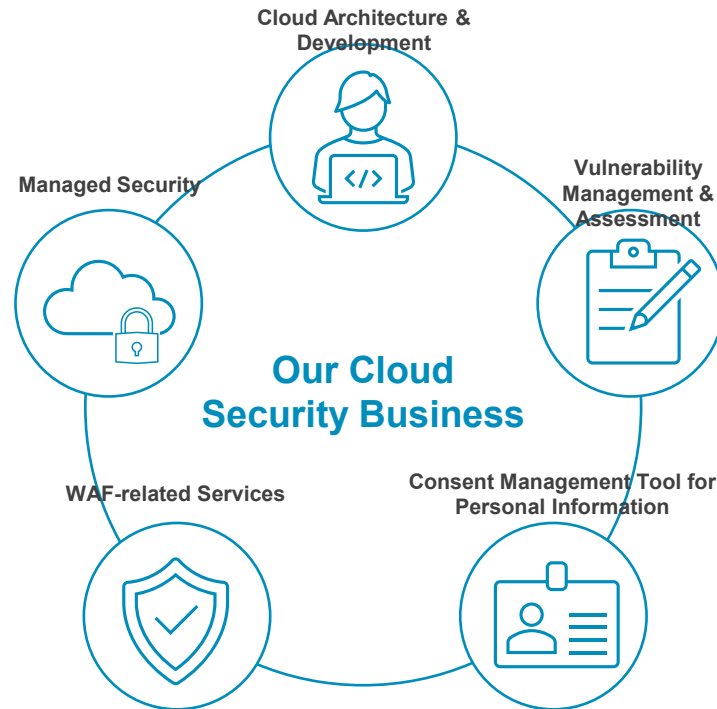 Cloud Architecture &
Development
Managed Security
Vulnerability
Management &
Assessment
</>
Our Cloud
Security Business
WAF-related Services
Consent Management Tool for
Personal Information